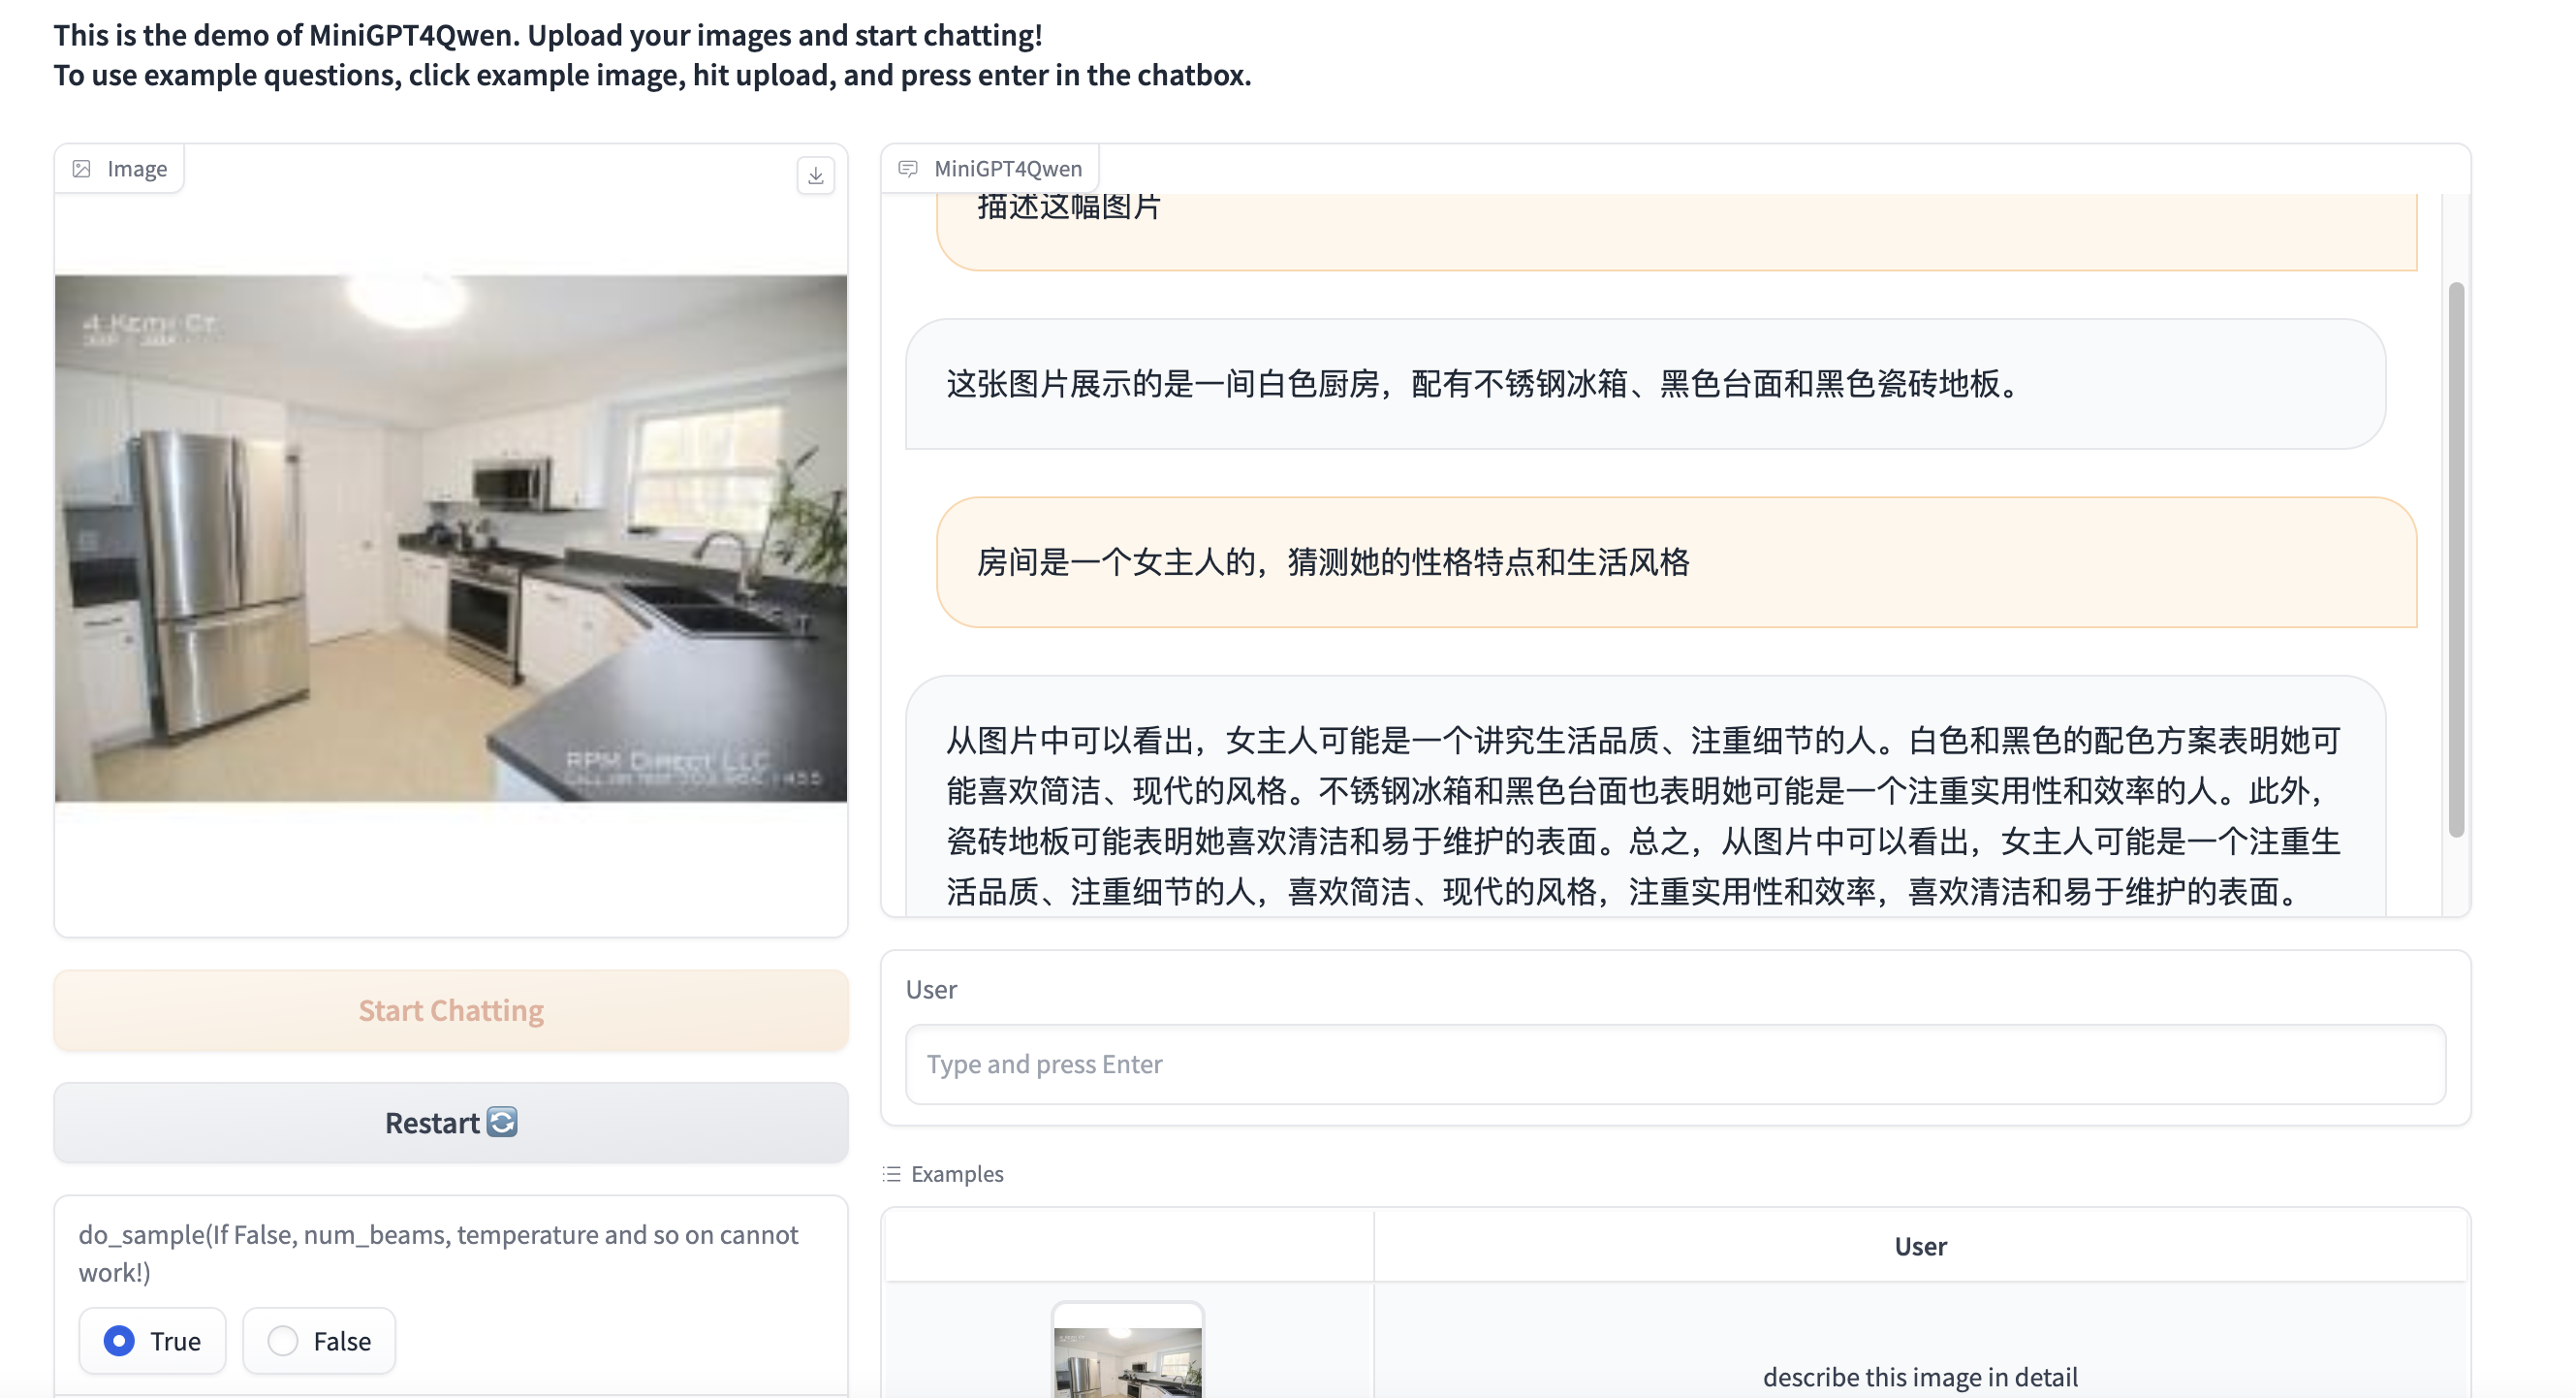 This is the demo of MiniGPT4Qwen. Upload your images and start chatting!
To use example questions, click example image, hit upload, and press enter in the chatbox.
Image
RPM Direct LLC
Start Chatting
Restart
do_sample(If False, num_beams, temperature and so on cannot
work!)
True
False
MiniGPT4Qwen
描述这幅图片
这张图片展示的是一间白色厨房，配有不锈钢冰箱、黑色台面和黑色瓷砖地板。
房间是一个女主人的，猜测她的性格特点和生活风格
从图片中可以看出，女主人可能是一个讲究生活品质、注重细节的人。白色和黑色的配色方案表明她可
能喜欢简洁、现代的风格。不锈钢冰箱和黑色台面也表明她可能是一个注重实用性和效率的人。此外，
瓷砖地板可能表明她喜欢清洁和易于维护的表面。总之，从图片中可以看出，女主人可能是一个注重生
活品质、注重细节的人，喜欢简洁、现代的风格，注重实用性和效率，喜欢清洁和易于维护的表面。
User
Type and press Enter
Examples
User
describe this image in detail